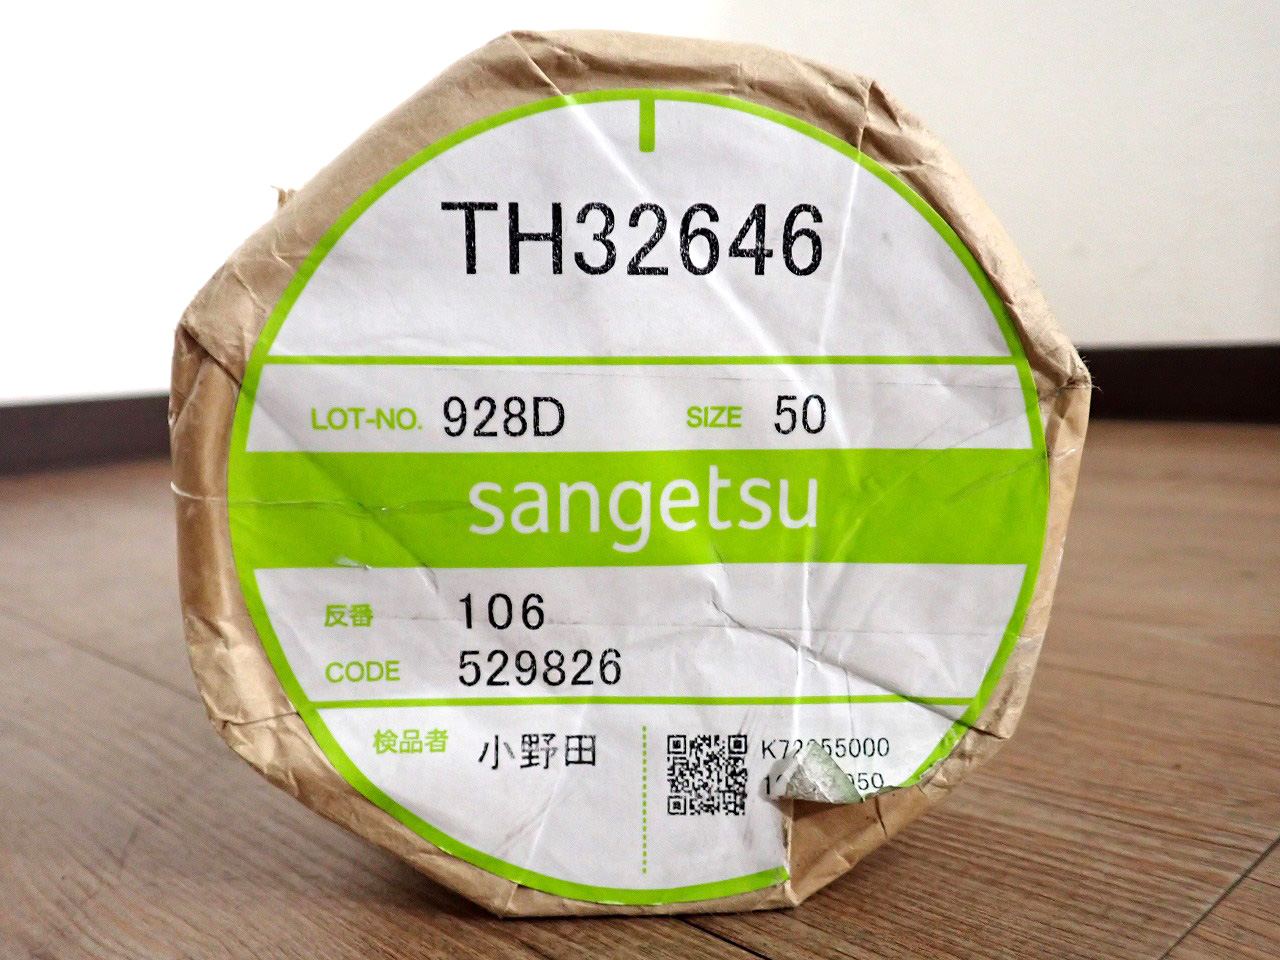 TH32646
LOT-NO. 928D SIZE 50
sangetsu
反番 106
CODE 529826
検品者 小野田